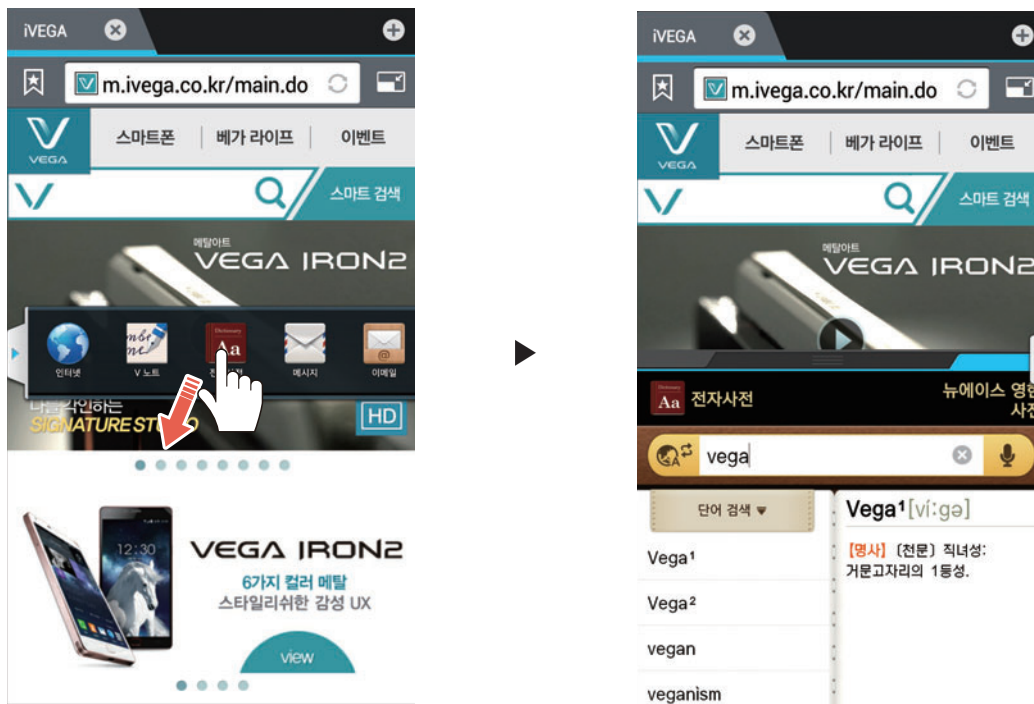 iVEGA
m.ivega.co.kr/main.do
VEGA
스마트폰
베가 라이프
이벤트
스마트 검색
메탈아트
VEGA IRON2
Dictionary
Aa
인터넷
V 노트
메시지
이메일
SIGNATURE
HD
12:30
VEGA IRON2
6가지 컬러 메탈
스타일리쉬한 감성 UX
view
iVEGA
m.ivega.co.kr/main.do
VEGA
스마트폰
베가 라이프
이벤트
스마트 검색
메탈아트
VEGA IRON2
Aa
전자사전
뉴에이스 영한
사전
vega
단어 검색
Vega¹
Vega²
vegan
veganism
Vega¹[víːgə]
[명사] (천문) 직녀성:
거문고자리의 1등성.